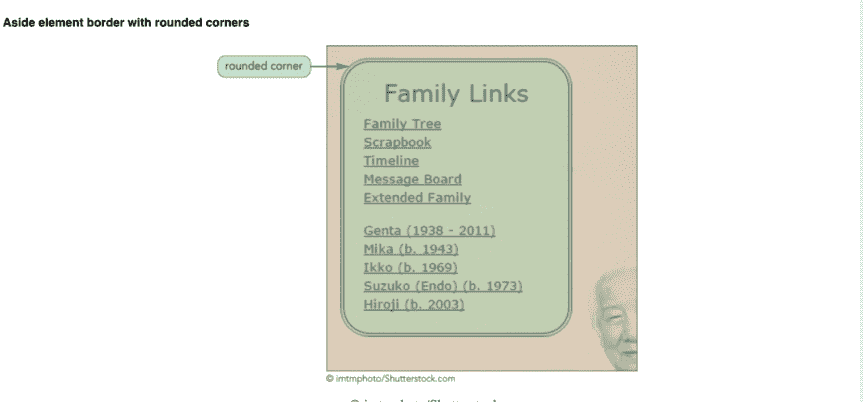 Aside element border with rounded corners
rounded corner
Family Links
Family Tree
Scrapbook
Timeline
Message Board
Extended Family
Genta (1938 - 2011)
Mika (b. 1943)
Ikko (b. 1969)
Suzuko (Endo) (b. 1973)
Hiroji (b. 2003)
© imtmphoto/Shutterstock.com